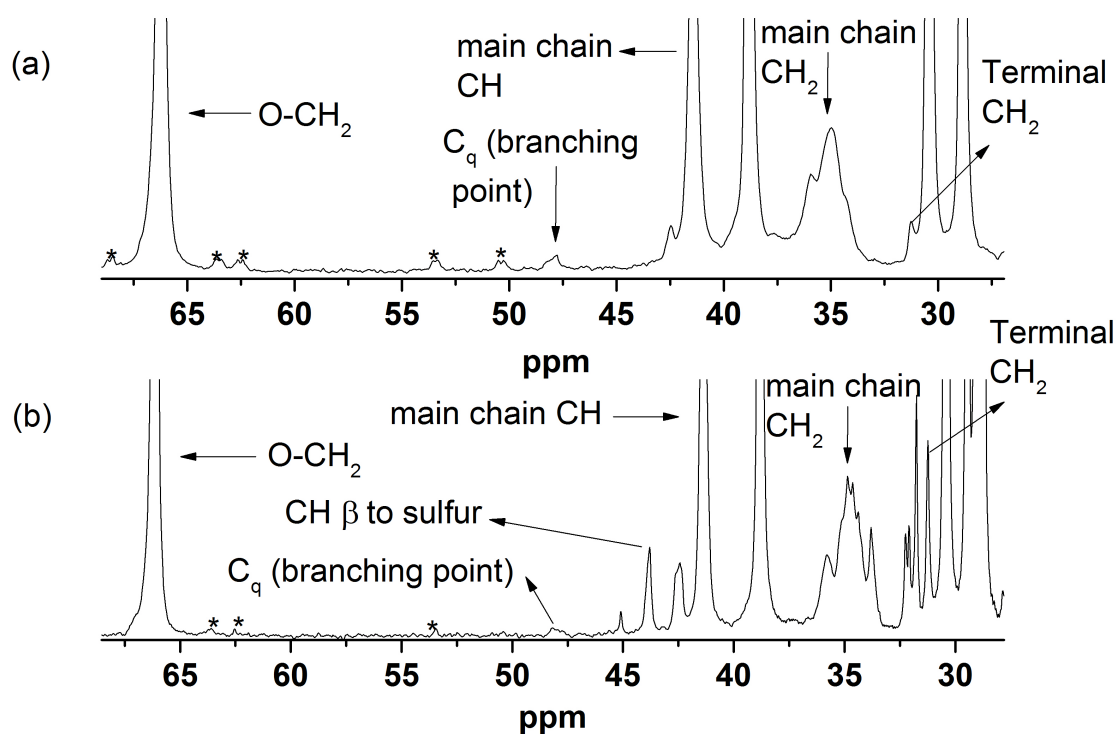 (a)
main chain
CH
main chain
CH2
Terminal
CH2
O-CH2
Cq (branching
point)
* * * * *
65 60 55 50 45 40 35 30
ppm
Terminal
CH2
(b)
main chain CH
main chain
CH2
O-CH2
CH β to sulfur
Cq (branching point)
* * *
65 60 55 50 45 40 35 30
ppm